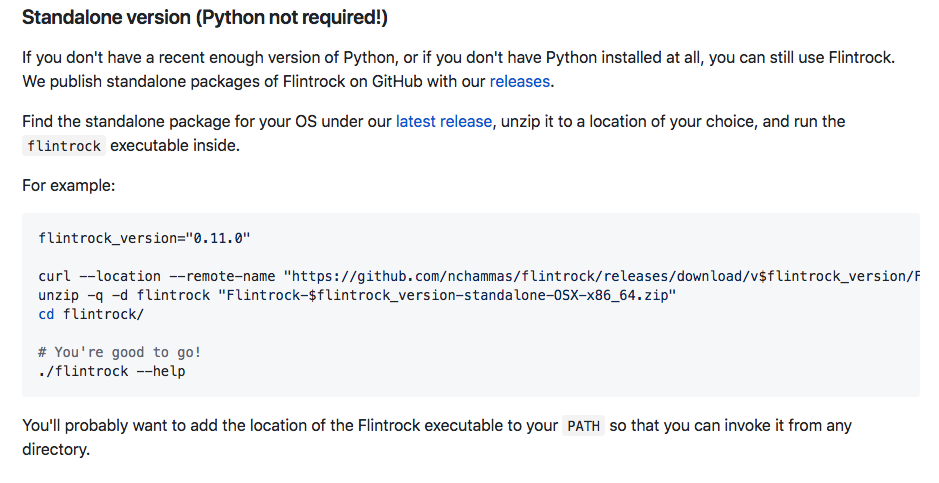 Standalone version (Python not required!)
If you don't have a recent enough version of Python, or if you don't have Python installed at all, you can still use Flintrock.
We publish standalone packages of Flintrock on GitHub with our releases.
Find the standalone package for your OS under our latest release, unzip it to a location of your choice, and run the
flintrock executable inside.
For example:
flintrock_version="0.11.0"
curl --location --remote-name "https://github.com/nchammas/flintrock/releases/download/v$flintrock_version/F
unzip -q -d flintrock "Flintrock-$flintrock_version-standalone-OSX-x86_64.zip"
cd flintrock/
# You're good to go!
./flintrock --help
You'll probably want to add the location of the Flintrock executable to your PATH so that you can invoke it from any
directory.